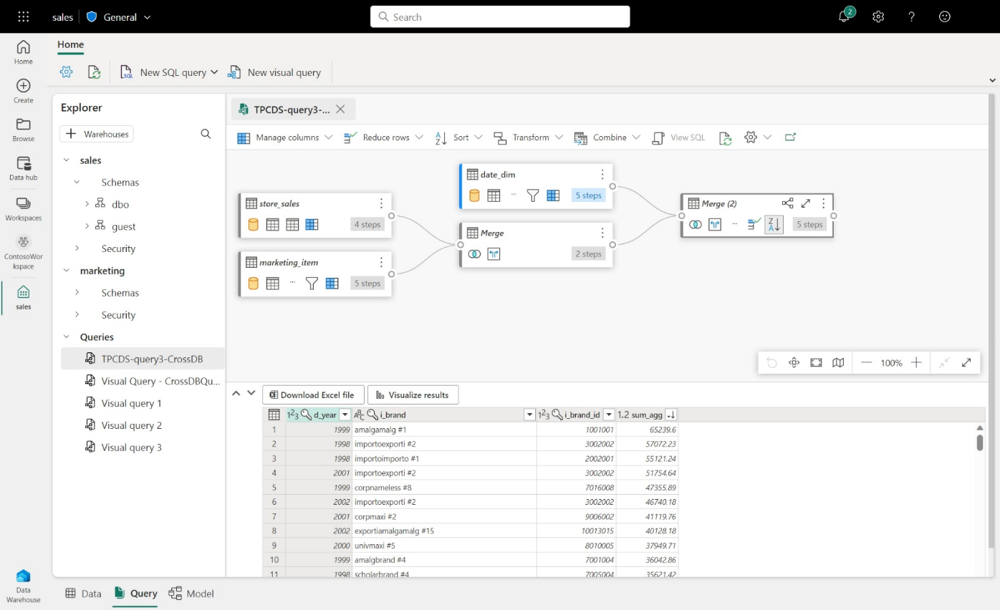 sales General Search 2
Home
New SQL query New visual query
Home
Create
Browse
Data hub
Workspaces
ContosoWor
kspace
sales
Data
Warehouse
Explorer
Warehouses
sales
Schemas
dbo
guest
Security
marketing
Schemas
Security
Queries
TPCDS-query3-CrossDB
Visual Query - CrossDBQu...
Visual query 1
Visual query 2
Visual query 3
TPCDS-query3-...
Manage columns Reduce rows Sort Transform Combine View SQL
store_sales
4 steps
marketing_item
5 steps
date_dim
5 steps
Merge
2 steps
Merge (2)
5 steps
100%
Download Excel file Visualize results
123 d_year ABC i_brand 123 i_brand_id 1.2 sum_agg
1 1999 amalgamalg #1 1001001 65239.6
2 1998 importoexporti #2 3002002 57072.23
3 1998 importoimporto #1 2002001 55121.24
4 2001 importoexporti #2 3002002 51754.64
5 1999 corpnameless #8 7016008 47355.89
6 2002 importoexporti #2 3002002 46740.18
7 2001 corpmaxi #2 9006002 41119.76
8 2002 exportiamalgamalg #15 10013015 40128.18
9 2000 univmaxi #5 8010005 37949.71
10 1999 amalgbrand #4 7001004 36042.86
11 1998 scholarbrand #4 7005004 35621.42
Data Query Model